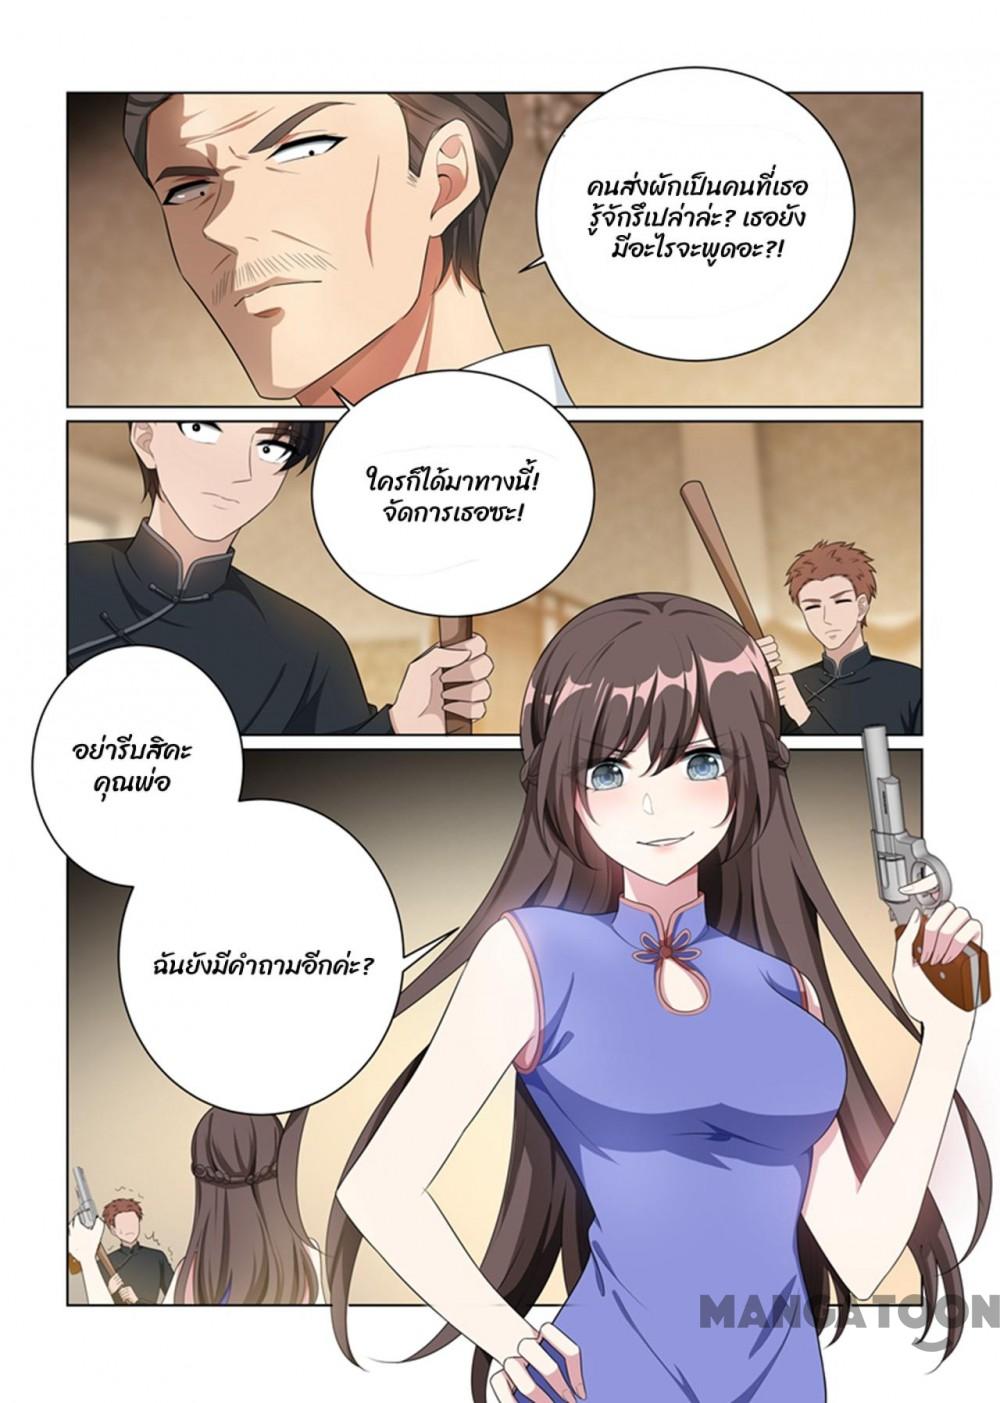 คนส่งผักเป็นคนที่เธอ
รู้จักรึเปล่าล่ะ? เธอยัง
มีอะไรจะพูดอะ?!
ใครก็ได้มาทางนี้!
จัดการเธอซะ!
อย่ารีบสิคะ
คุณพ่อ
ฉันยังมีคำถามอีกค่ะ?
MANGATOON